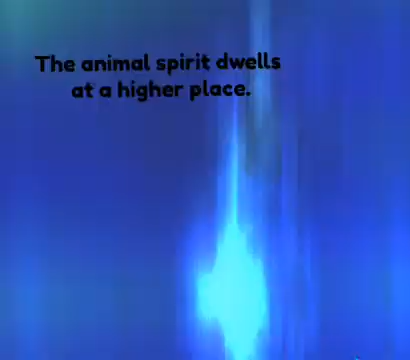 The animal spirit dwells
at a higher place.